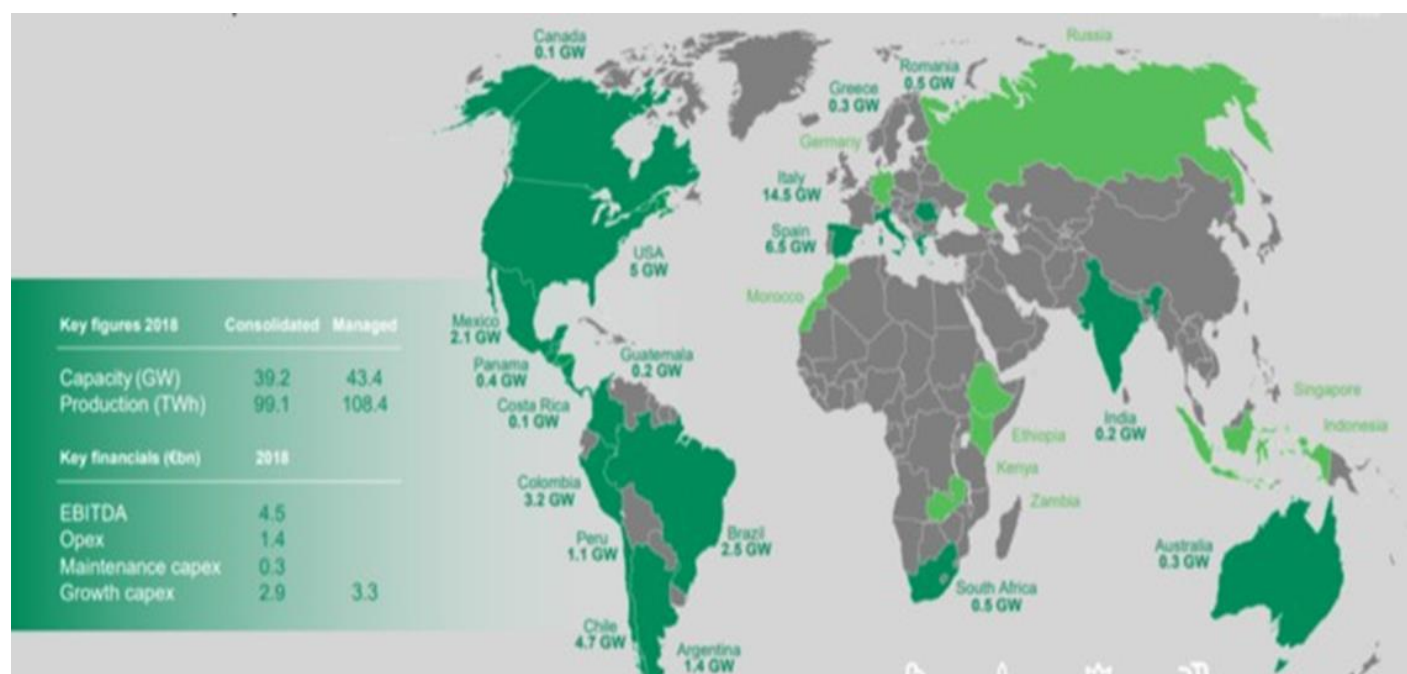 Canada
0.1 GW
Russia
Romania
0.5 GW
Greece
0.3 GW
Germany
Italy
14.5 GW
Spain
6.5 GW
USA
5 GW
Morocco
Key figures 2018 Consolidated Managed
Capacity (GW) 39.2 43.4
Production (TWh) 99.1 108.4
Key financials (€bn) 2018
EBITDA 4.5
Opex 1.4
Maintenance capex 0.3
Growth capex 2.9 3.3
Mexico
2.1 GW
Guatemala
0.2 GW
Panama
0.4 GW
Costa Rica
0.1 GW
Singapore
India
0.2 GW
Indonesia
Ethiopia
Kenya
Colombia
3.2 GW
Zambia
Peru
1.1 GW
Brazil
2.5 GW
Australia
0.3 GW
South Africa
0.5 GW
Chile
4.7 GW
Argentina
1.4 GW